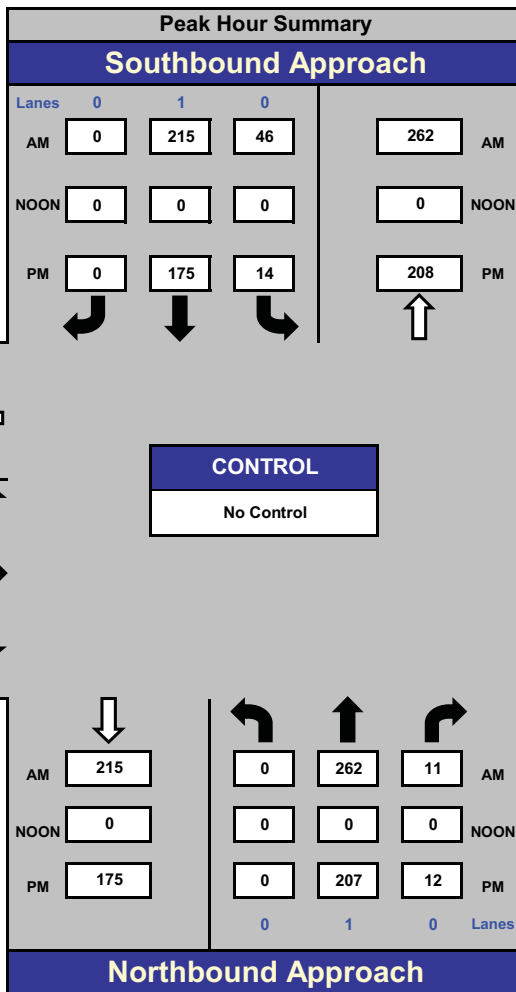 Peak Hour Summary
Southbound Approach
Lanes 0 1 0
AM 0 215 46 262 AM
NOON 0 0 0 0 NOON
PM 0 175 14 208 PM
CONTROL
No Control
AM 215 0 262 11 AM
NOON 0 0 0 0 NOON
PM 175 0 207 12 PM
0 1 0 Lanes
Northbound Approach